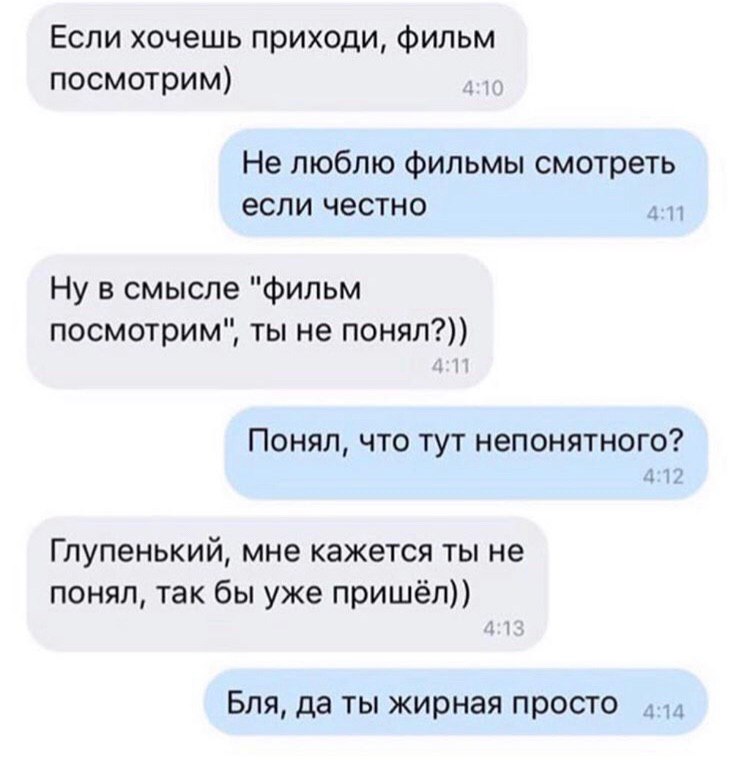 Если хочешь приходи, фильм
посмотрим)
4:10
Не люблю фильмы смотреть
если честно
4:11
Ну в смысле "фильм
посмотрим", ты не понял?))
4:11
Понял, что тут непонятного?
4:12
Глупенький, мне кажется ты не
понял, так бы уже пришёл))
4:13
Бля, да ты жирная просто 4:14